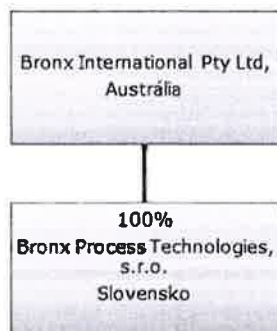 Bronx International Pty Ltd,
Austrália
100%
Bronx Process Technologies,
s.r.o.
Slovensko